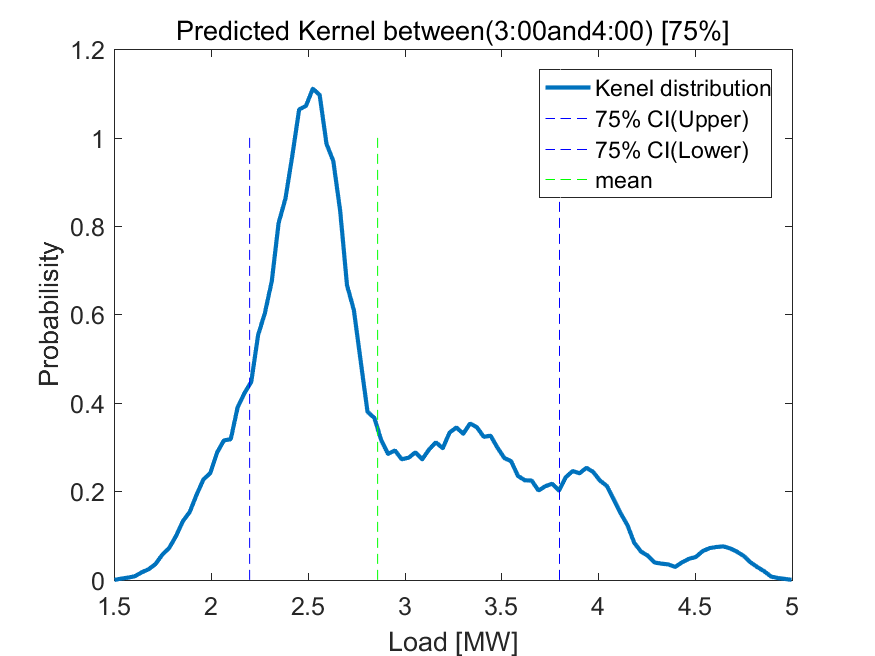 Predicted Kernel between(3:00and4:00) [75%]
Kenel distribution
75% CI(Upper)
75% CI(Lower)
mean
Probabilisity
1.2
1
0.8
0.6
0.4
0.2
0
1.5 2 2.5 3 3.5 4 4.5 5
Load [MW]